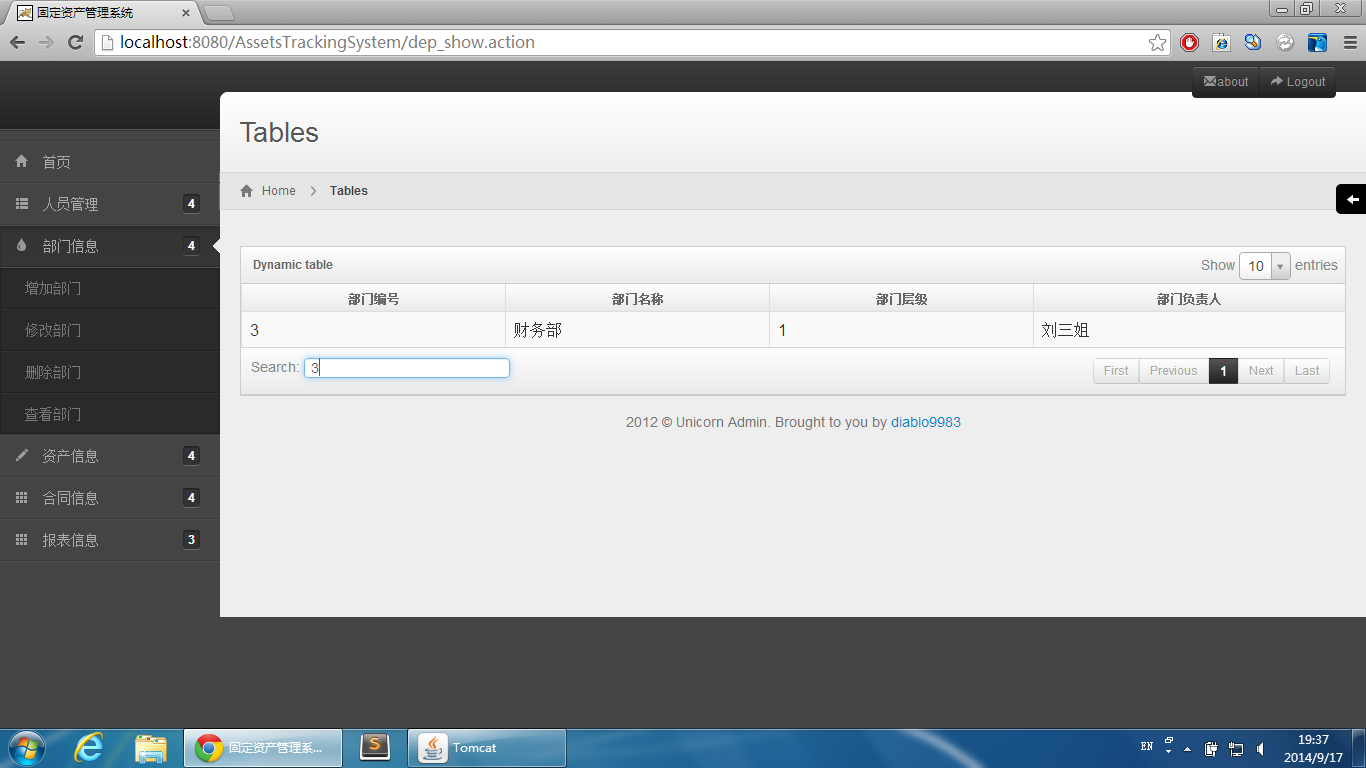 固定资产管理系统
localhost:8080/AssetsTrackingSystem/dep_show.action
about Logout
Tables
Home Tables
首页
人员管理 4
部门信息 4
增加部门
修改部门
删除部门
查看部门
资产信息 4
合同信息 4
报表信息 3
Dynamic table
Show 10 entries
部门编号 部门名称 部门层级 部门负责人
3 财务部 1 刘三姐
Search: 3
First Previous 1 Next Last
2012 © Unicorn Admin. Brought to you by diablo9983
固定资产管理系...
Tomcat
EN
19:37
2014/9/17